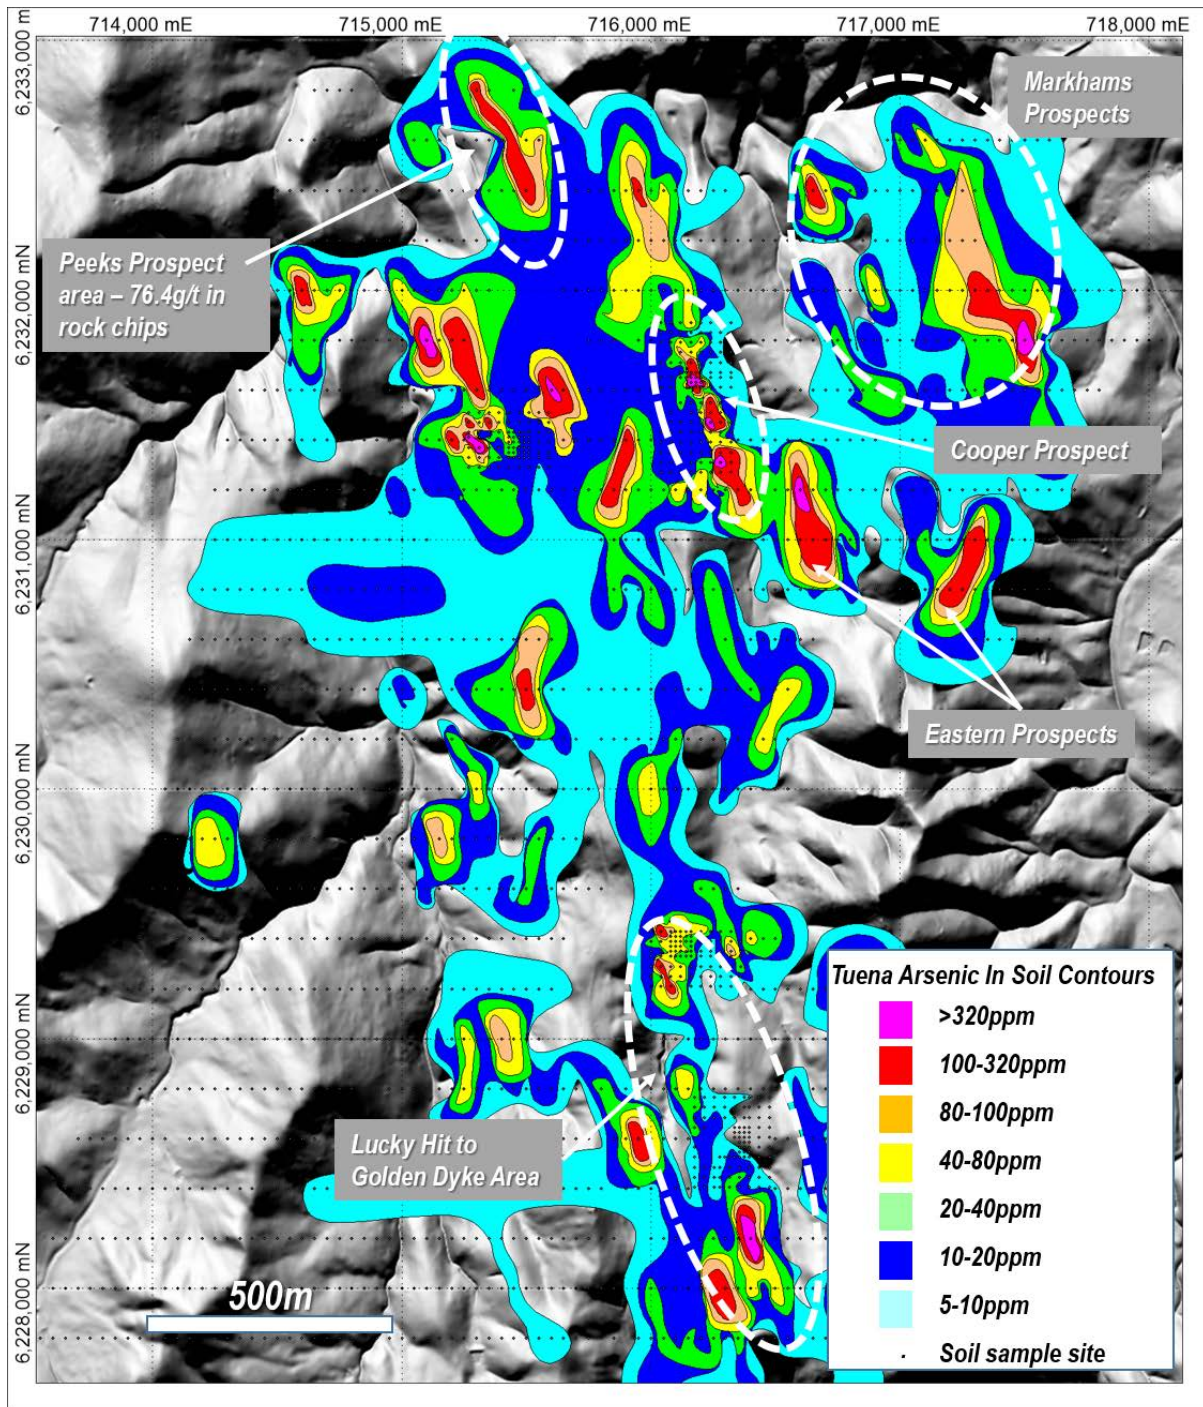 714,000 mE
715,000 mE
716,000 mE
717,000 mE
718,000 mE
6,233,000 m
6,232,000 mN
6,231,000 mN
6,230,000 mN
6,229,000 mN
6,228,000 mN
Markhams
Prospects
Peeks Prospect
area – 76.4g/t in
rock chips
Cooper Prospect
Eastern Prospects
Lucky Hit to
Golden Dyke Area
500m
Tuena Arsenic In Soil Contours
>320ppm
100-320ppm
80-100ppm
40-80ppm
20-40ppm
10-20ppm
5-10ppm
Soil sample site